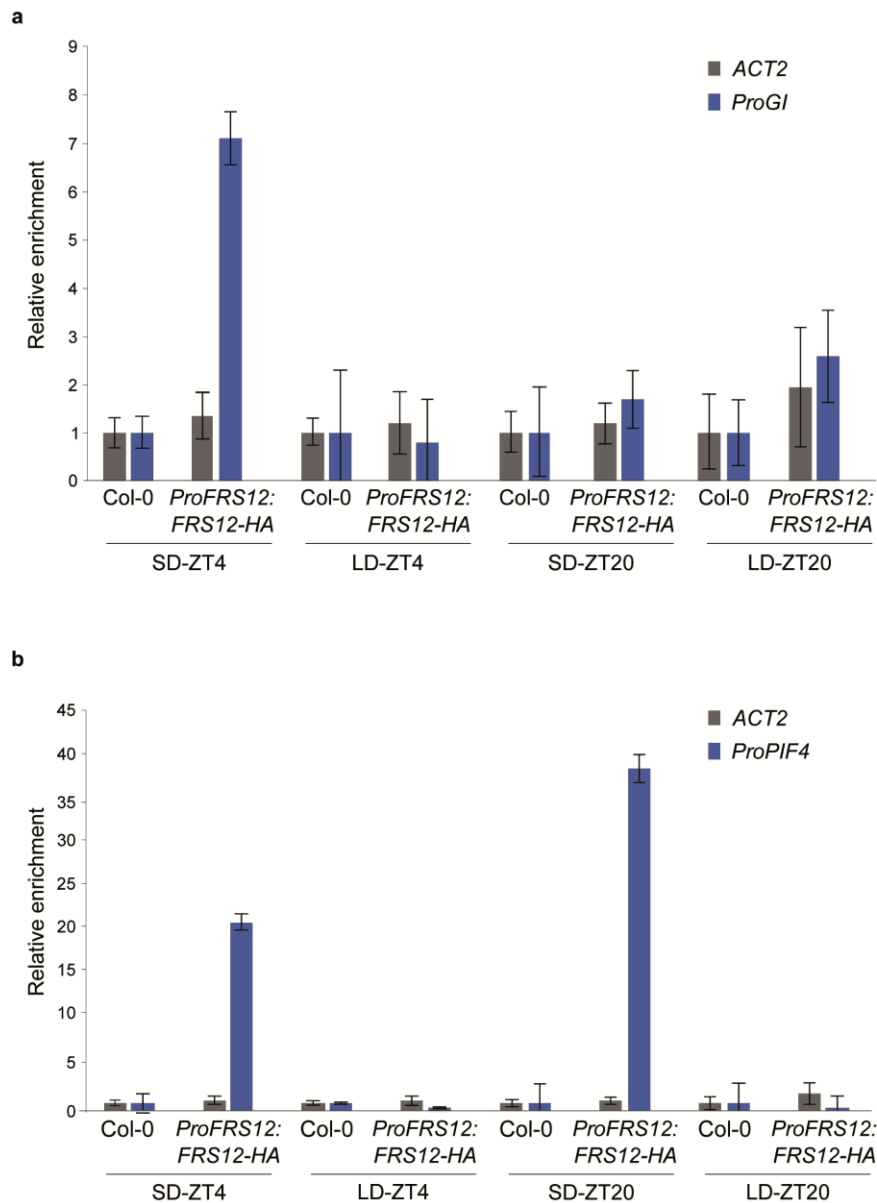 a
9
8
7
6
5
4
3
2
1
0
Relative enrichment
ACT2
ProGI
Col-0 ProFRS12: Col-0 ProFRS12: Col-0 ProFRS12: Col-0 ProFRS12:
FRS12-HA FRS12-HA FRS12-HA FRS12-HA
SD-ZT4 LD-ZT4 SD-ZT20 LD-ZT20
b
45
40
35
30
25
20
15
10
5
0
Relative enrichment
ACT2
ProPIF4
Col-0 ProFRS12: Col-0 ProFRS12: Col-0 ProFRS12: Col-0 ProFRS12:
FRS12-HA FRS12-HA FRS12-HA FRS12-HA
SD-ZT4 LD-ZT4 SD-ZT20 LD-ZT20